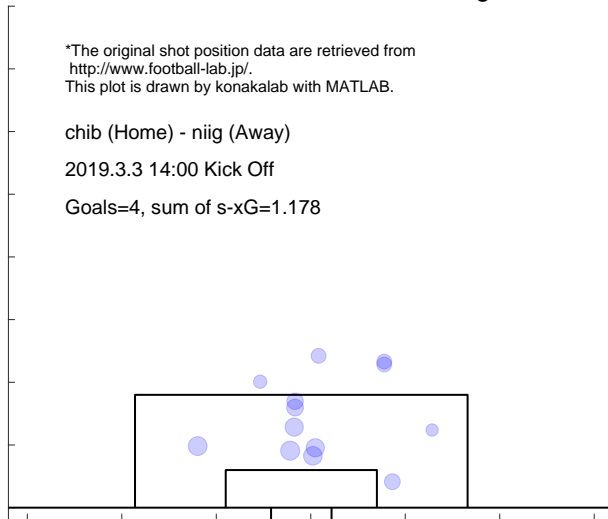 *The original shot position data are retrieved from
http://www.football-lab.jp/.
This plot is drawn by konakalab with MATLAB.
chib (Home) - niig (Away)
2019.3.3 14:00 Kick Off
Goals=4, sum of s-xG=1.178